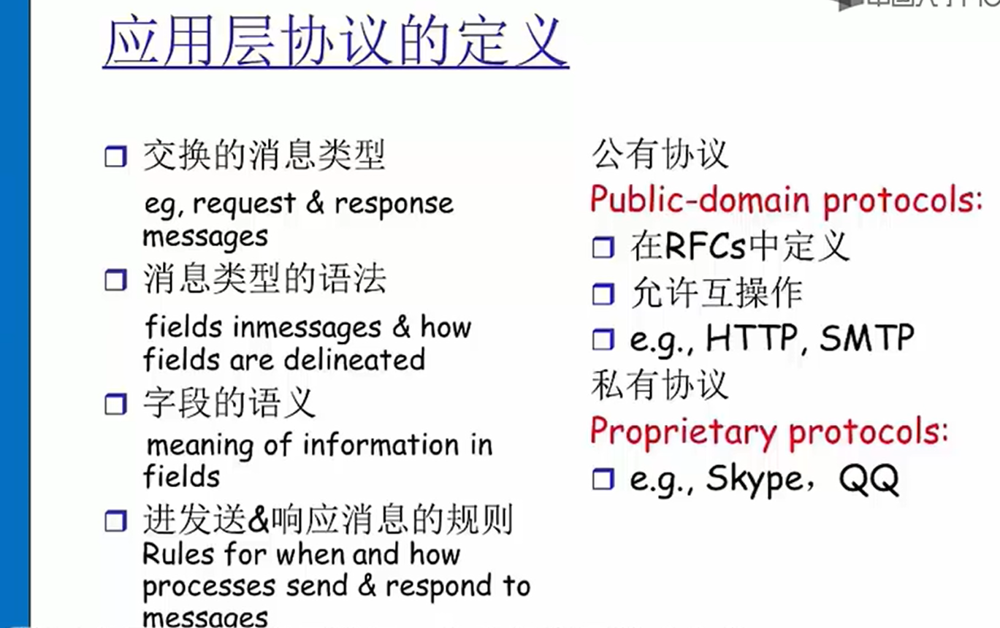 应用层协议的定义
交换的消息类型
eg, request & response
messages
消息类型的语法
fields inmessages & how
fields are delineated
字段的语义
meaning of information in
fields
进发送&响应消息的规则
Rules for when and how
processes send & respond to
messages
公有协议
Public-domain protocols:
在RFCs中定义
允许互操作
e.g., HTTP, SMTP
私有协议
Proprietary protocols:
e.g., Skype，QQ